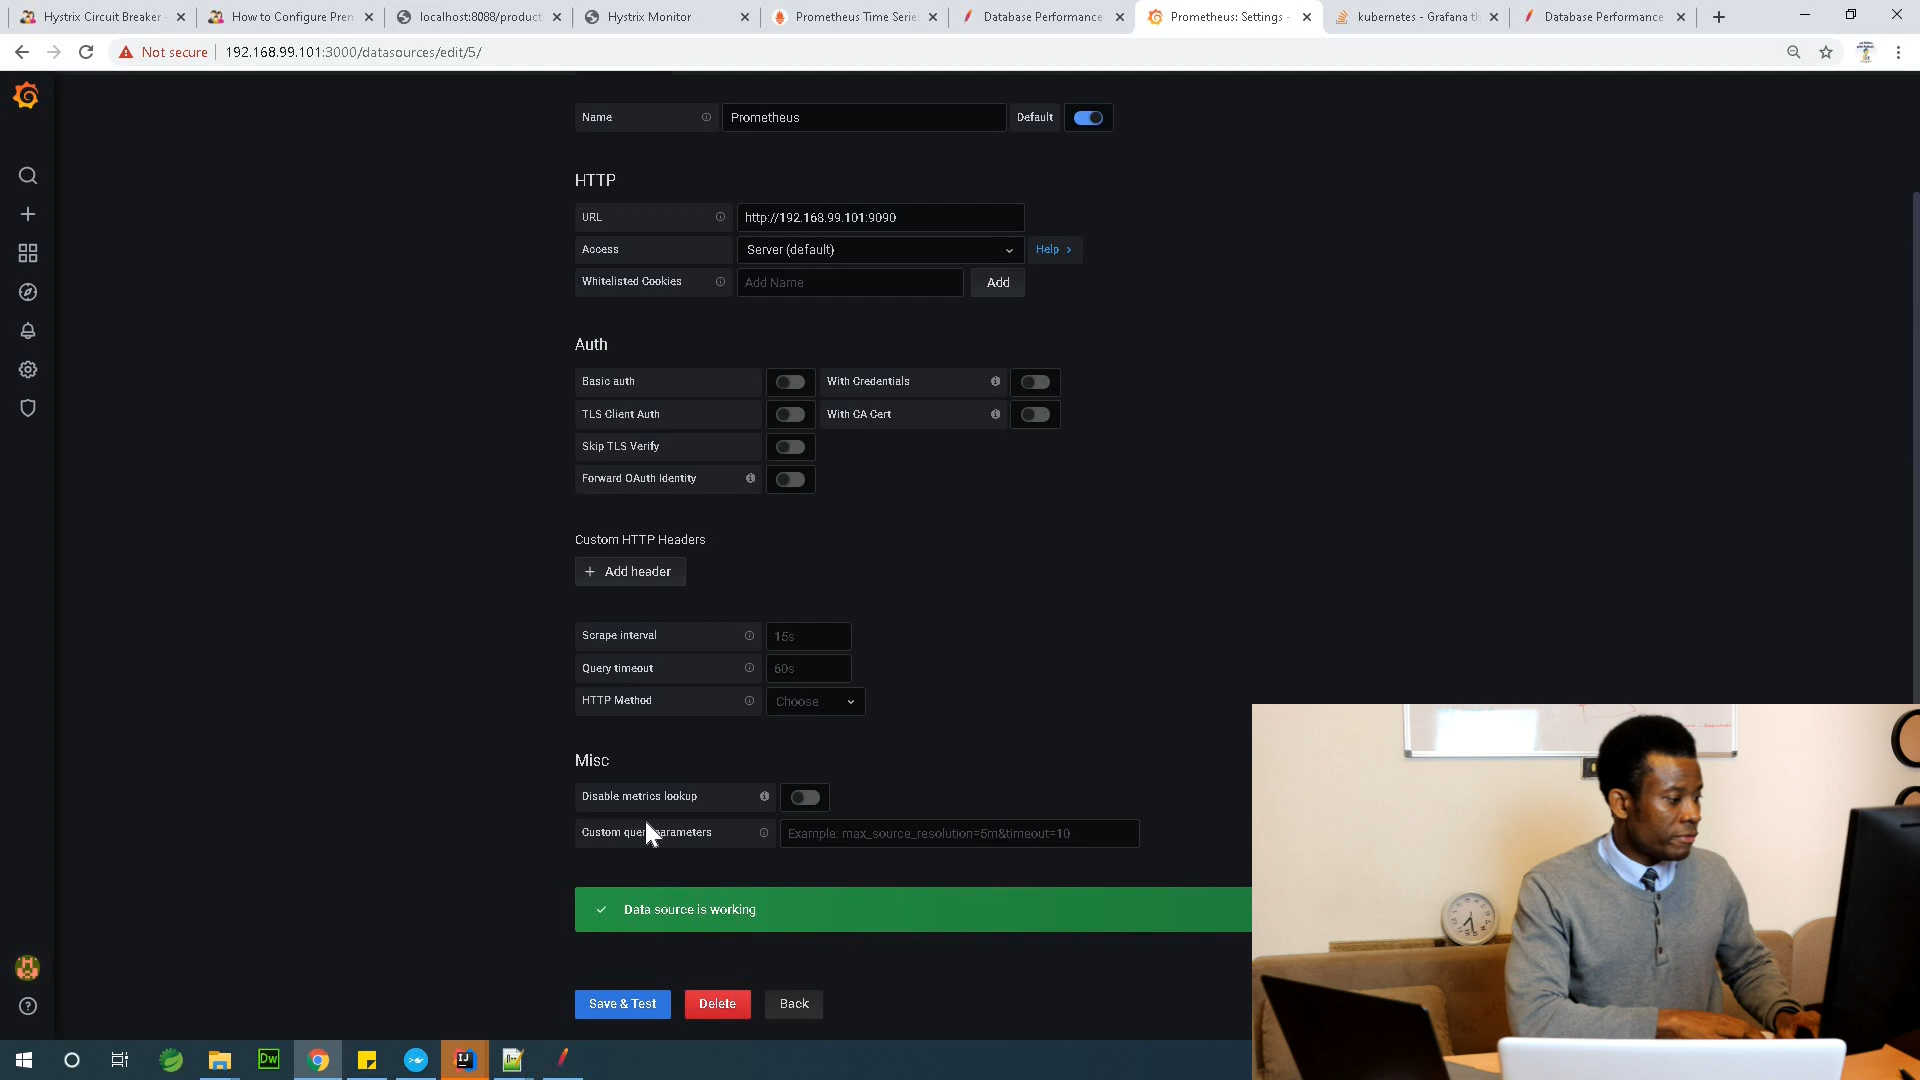 Hystrix Circuit Breaker -
How to Configure Pren
localhost:8088/product
Hystrix Monitor
Prometheus Time Serie
Database Performance
Prometheus: Settings -
kubernetes - Grafana th
Database Performance
Not secure
192.168.99.101:3000/datasources/edit/5/
Name
Prometheus
Default
HTTP
URL
http://192.168.99.101:9090
Access
Server (default)
Help
Whitelisted Cookies
Add Name
Add
Auth
Basic auth
With Credentials
TLS Client Auth
With CA Cert
Skip TLS Verify
Forward OAuth Identity
Custom HTTP Headers
Add header
Scrape interval
15s
Query timeout
60s
HTTP Method
Choose
Misc
Disable metrics lookup
Custom query parameters
Example: max_source_resolution=5m&timeout=10
Data source is working
Save & Test
Delete
Back
Dw
IJ